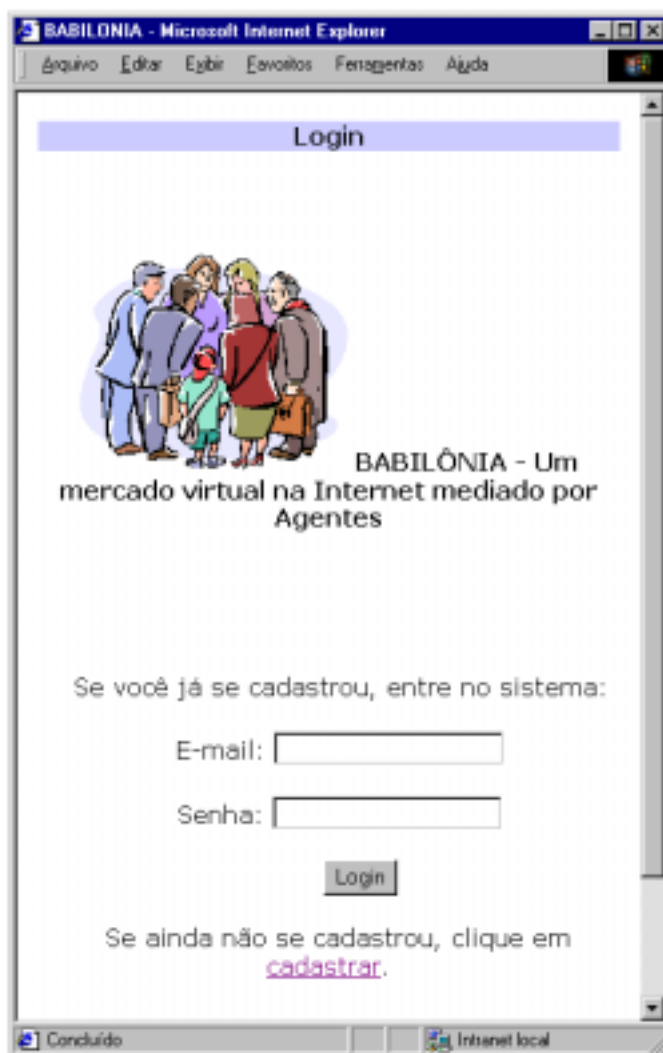 BABILONIA - Microsoft Internet Explorer
Arquivo Editar Exibir Favoritos Ferramentas Ajuda
Login
BABILÔNIA - Um
mercado virtual na Internet mediado por
Agentes
Se você já se cadastrou, entre no sistema:
E-mail:
Senha:
Login
Se ainda não se cadastrou, clique em
cadastrar.
Concluído Intranet local